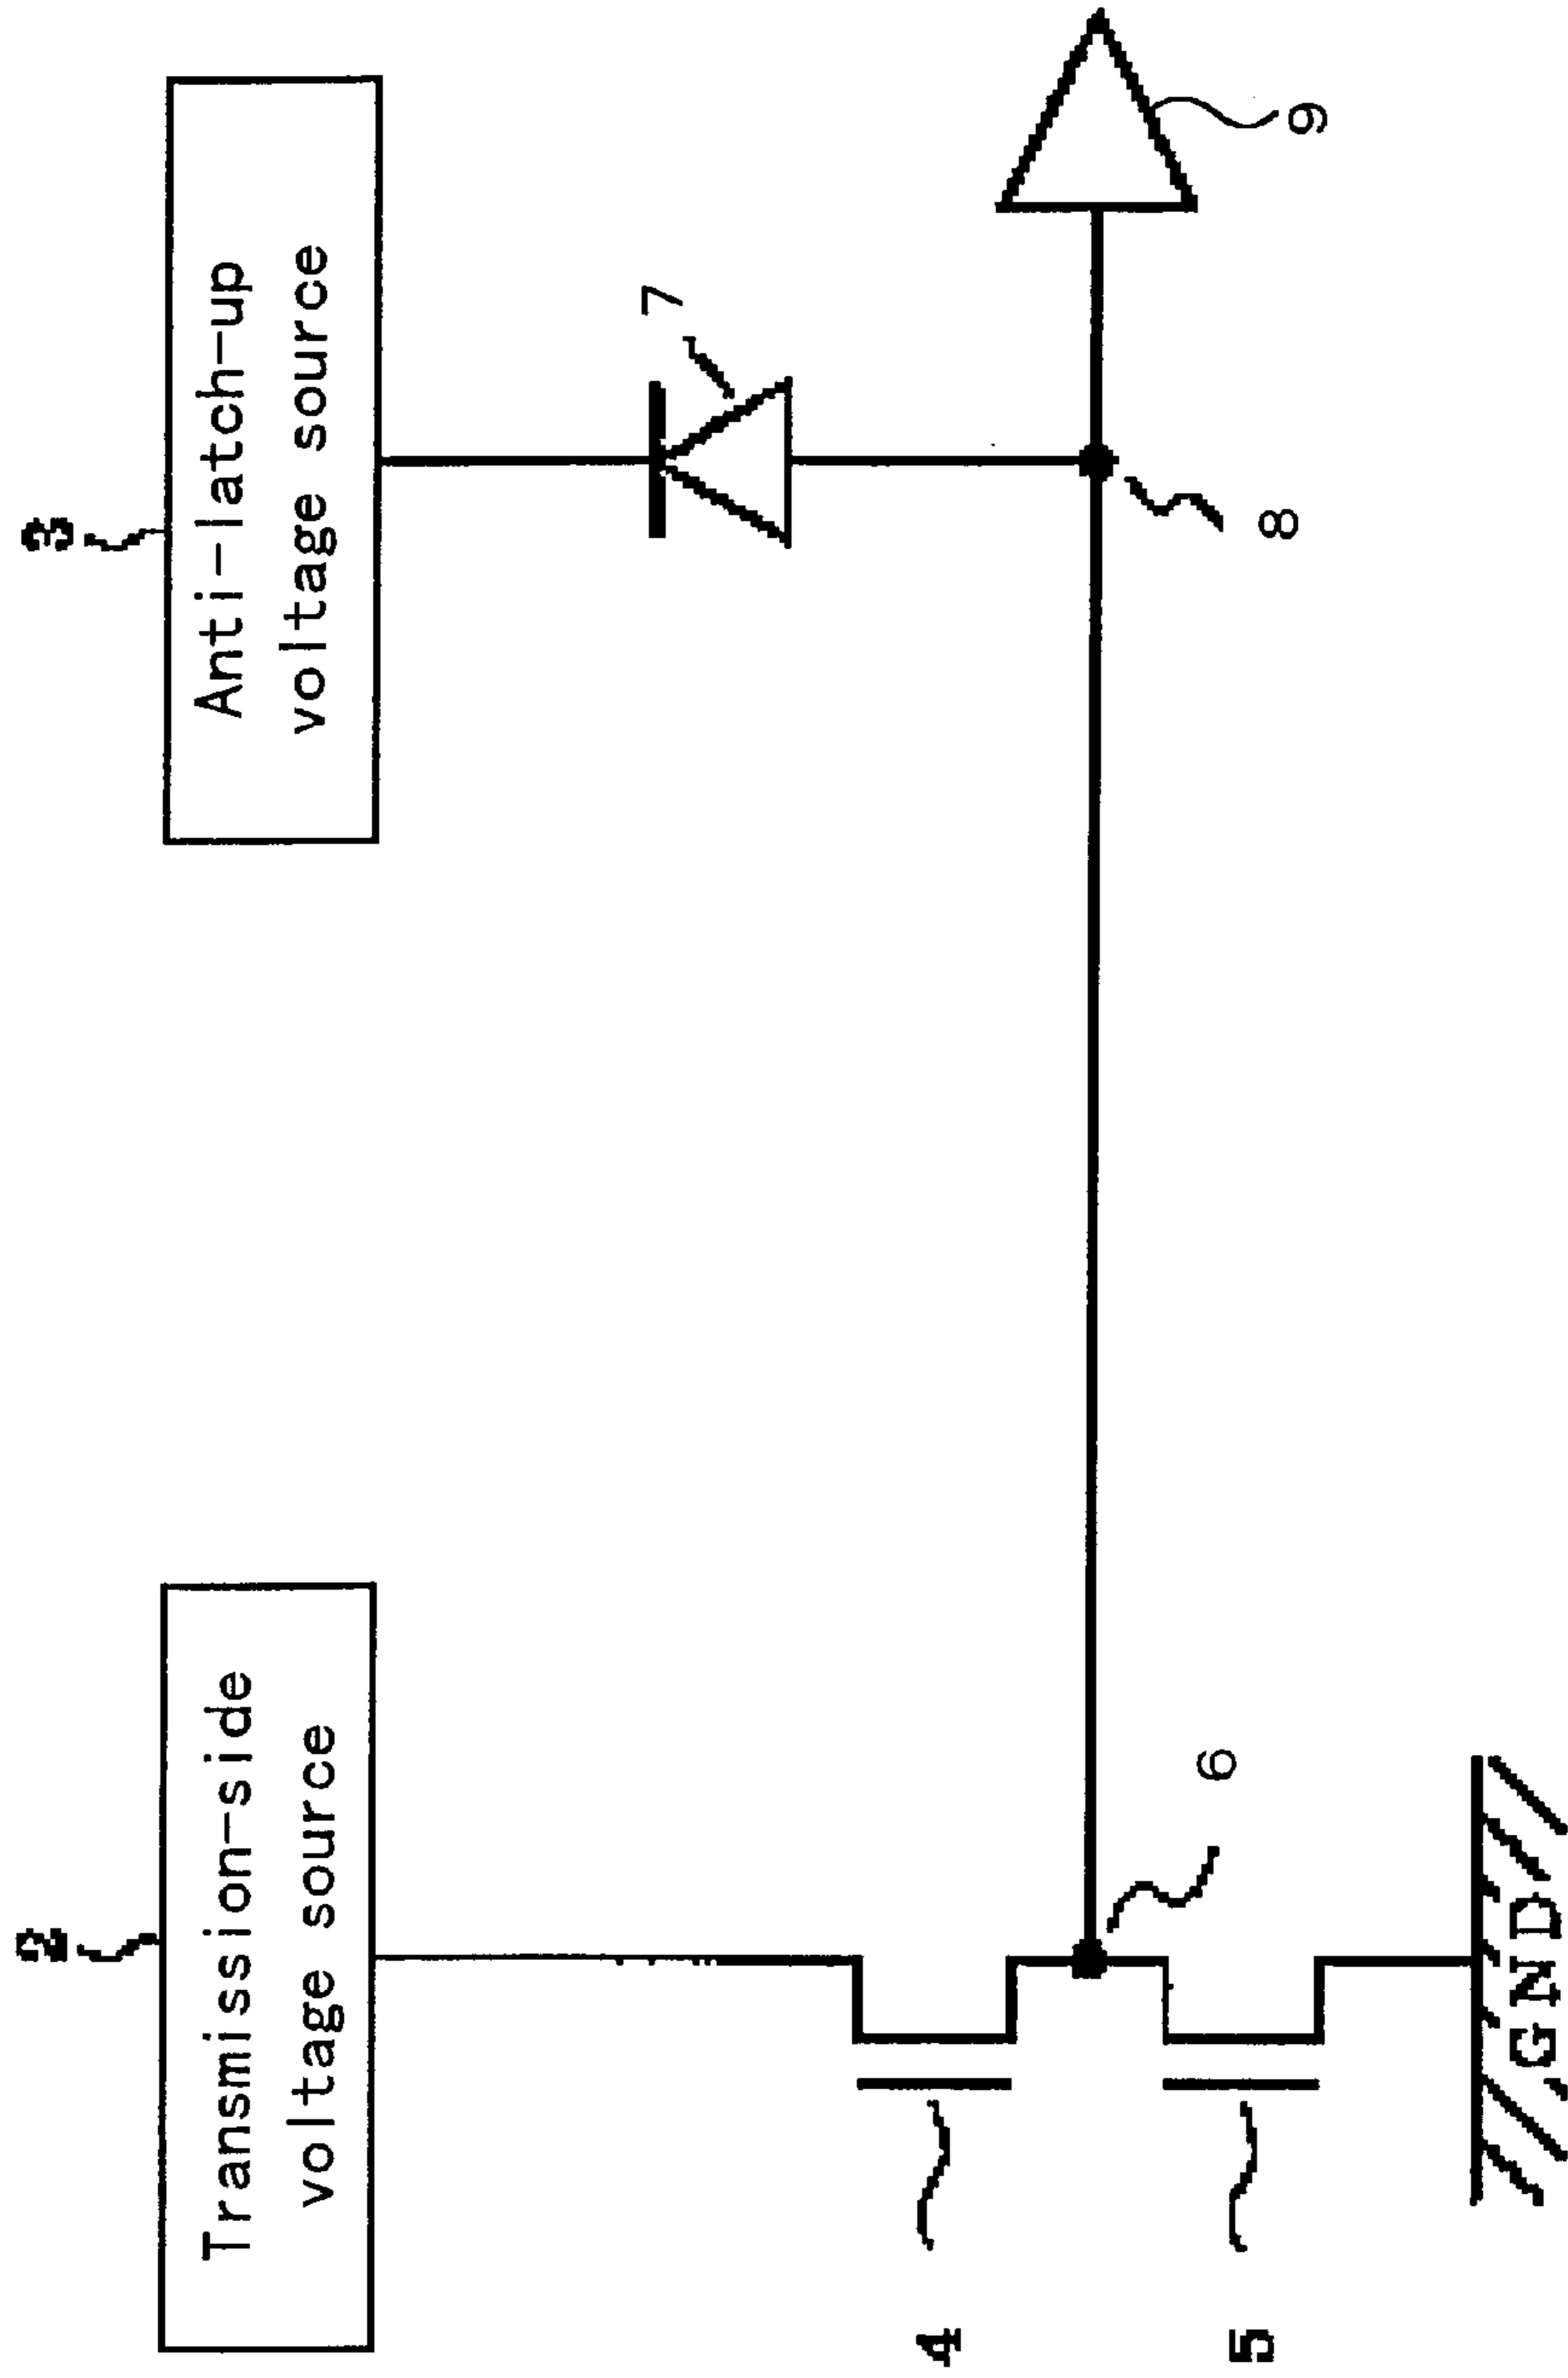 2
Transmission-side
voltage source
3
Anti-latch-up
voltage source
7
4
6
8
9
5
GND